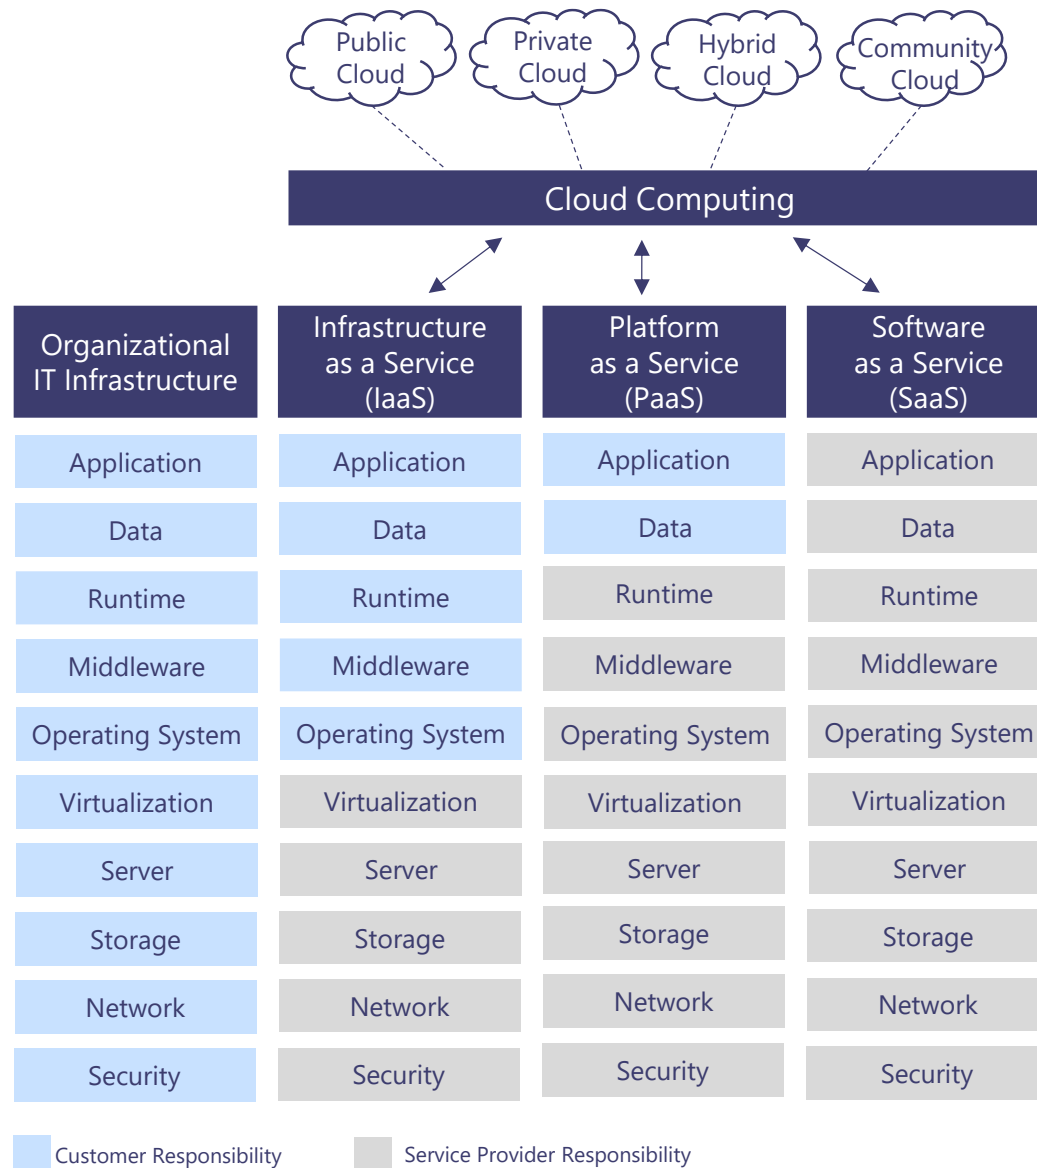 Public
Cloud
Private
Cloud
Hybrid
Cloud
Community
Cloud
Cloud Computing
Organizational
IT Infrastructure
Infrastructure
as a Service
(IaaS)
Platform
as a Service
(PaaS)
Software
as a Service
(SaaS)
Application
Application
Application
Application
Data
Data
Data
Data
Runtime
Runtime
Runtime
Runtime
Middleware
Middleware
Middleware
Middleware
Operating System
Operating System
Operating System
Operating System
Virtualization
Virtualization
Virtualization
Virtualization
Server
Server
Server
Server
Storage
Storage
Storage
Storage
Network
Network
Network
Network
Security
Security
Security
Security
Customer Responsibility
Service Provider Responsibility